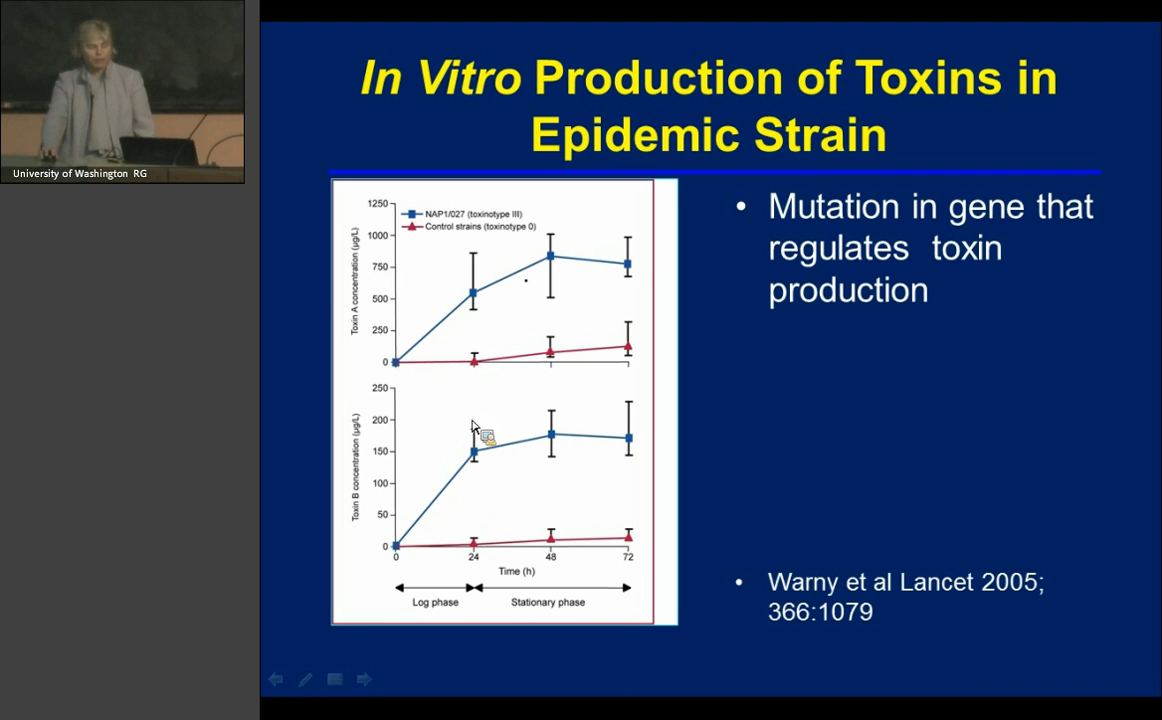 In Vitro Production of Toxins in
Epidemic Strain
University of Washington RG
1250
1000
750
500
250
0
Toxin A concentration (µg/L)
NAP1/027 (toxinotype III)
Control strains (toxinotype 0)
250
200
150
100
50
0
Toxin B concentration (µg/L)
0 24 48 72
Time (h)
Log phase Stationary phase
• Mutation in gene that
regulates toxin
production
• Warny et al Lancet 2005;
366:1079